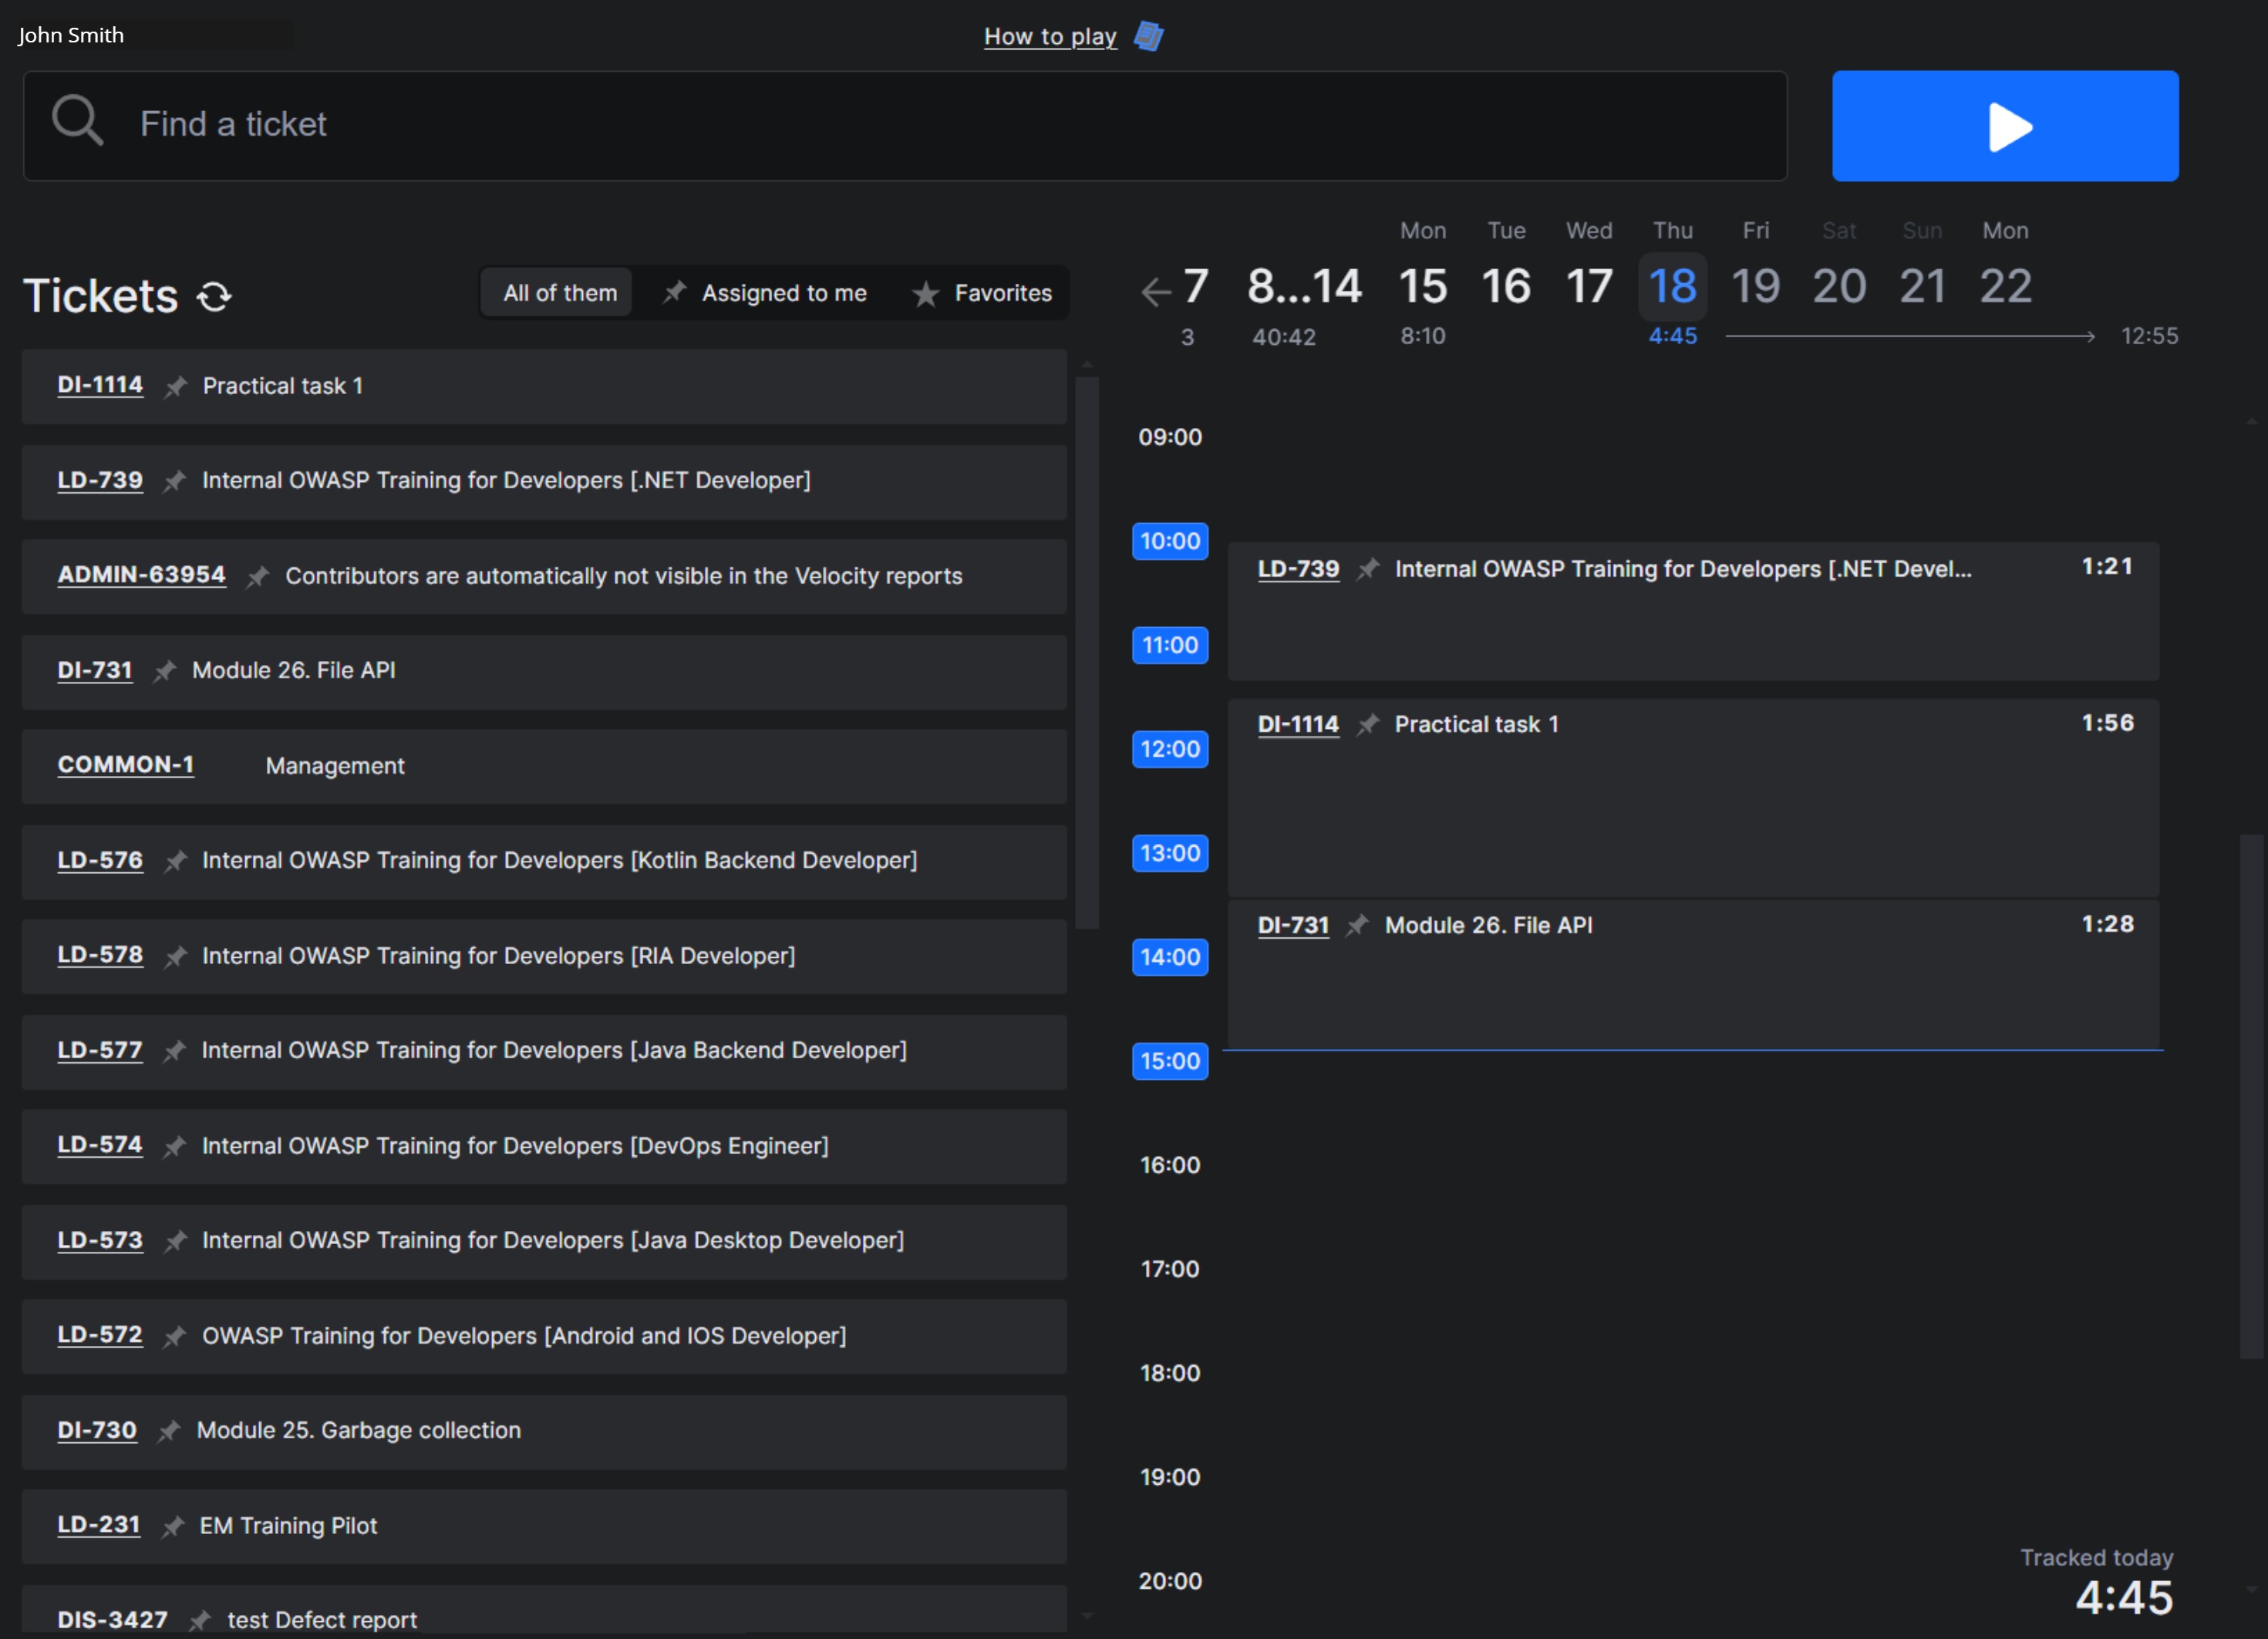 John Smith
How to play
Find a ticket
Tickets
All of them Assigned to me Favorites
DI-1114 Practical task 1
LD-739 Internal OWASP Training for Developers [.NET Developer]
ADMIN-63954 Contributors are automatically not visible in the Velocity reports
DI-731 Module 26. File API
COMMON-1 Management
LD-576 Internal OWASP Training for Developers [Kotlin Backend Developer]
LD-578 Internal OWASP Training for Developers [RIA Developer]
LD-577 Internal OWASP Training for Developers [Java Backend Developer]
LD-574 Internal OWASP Training for Developers [DevOps Engineer]
LD-573 Internal OWASP Training for Developers [Java Desktop Developer]
LD-572 OWASP Training for Developers [Android and IOS Developer]
DI-730 Module 25. Garbage collection
LD-231 EM Training Pilot
DIS-3427 test Defect report
Mon Tue Wed Thu Fri Sat Sun Mon
7 8...14 15 16 17 18 19 20 21 22
3 40:42 8:10 4:45 12:55
09:00
10:00
LD-739 Internal OWASP Training for Developers [.NET Devel... 1:21
11:00
DI-1114 Practical task 1 1:56
12:00
13:00
DI-731 Module 26. File API 1:28
14:00
15:00
16:00
17:00
18:00
19:00
20:00
Tracked today
4:45